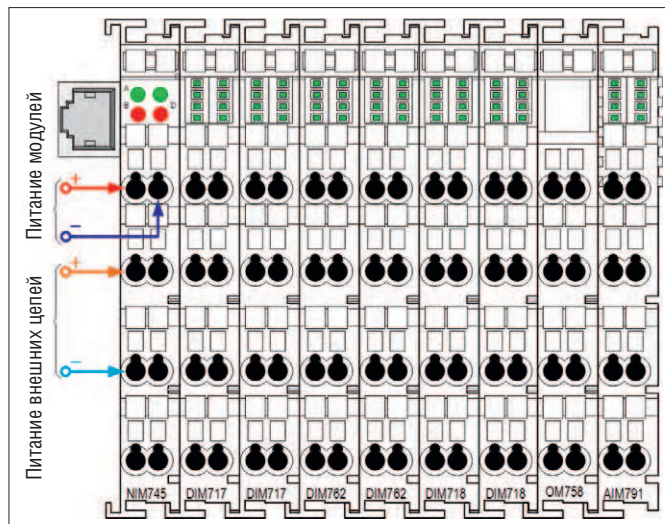 Питание модулей
Питание внешних цепей
A
B
D
+
−
+
−
NIM745 DIM717 DIM717 DIM762 DIM762 DIM718 DIM718 OM758 AIM791